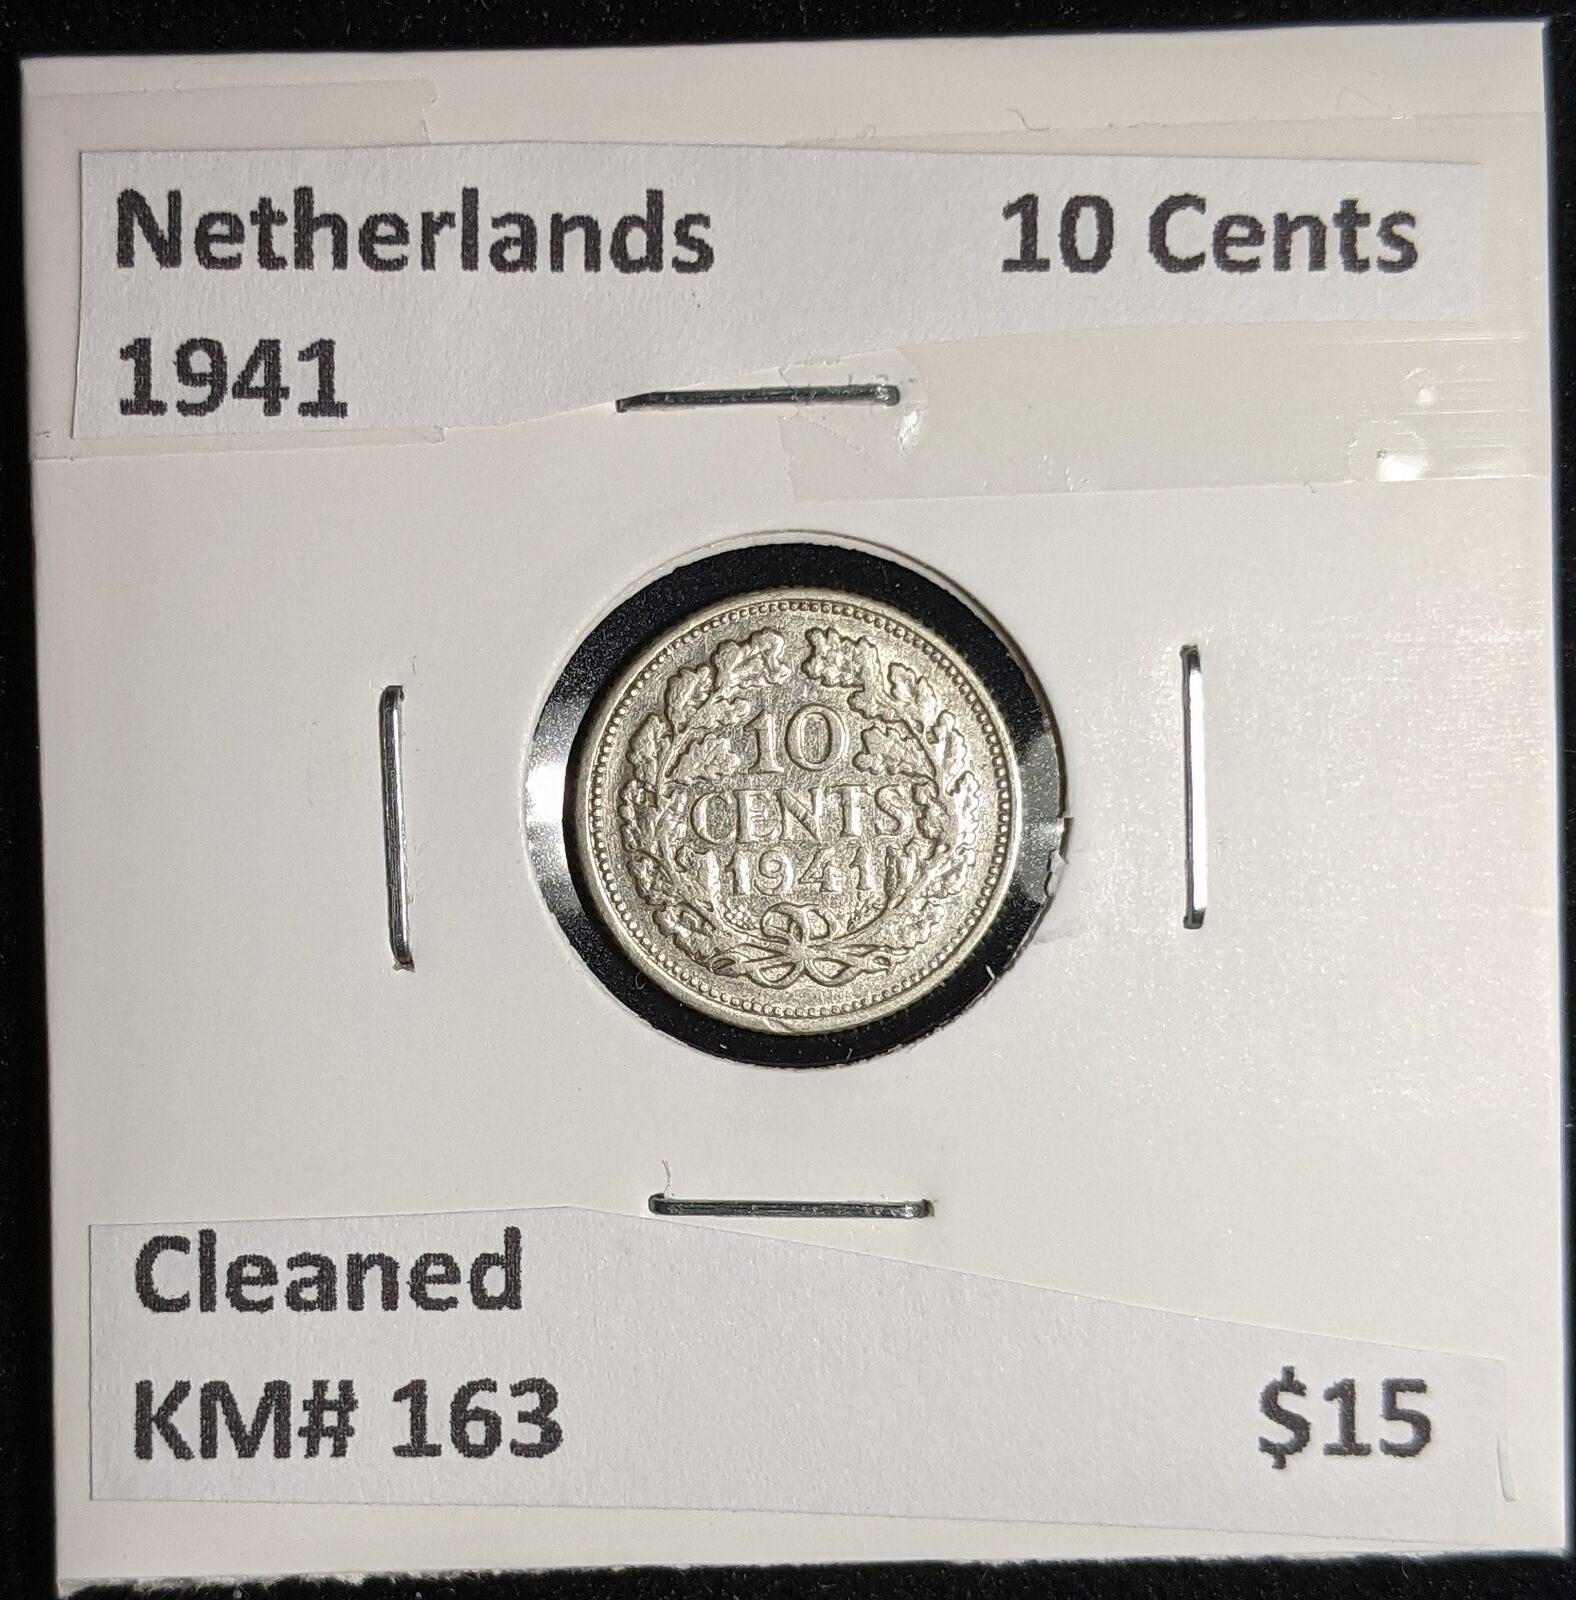 Netherlands 10 Cents
1941
10
CENTS
1941
Cleaned
KM# 163 $15